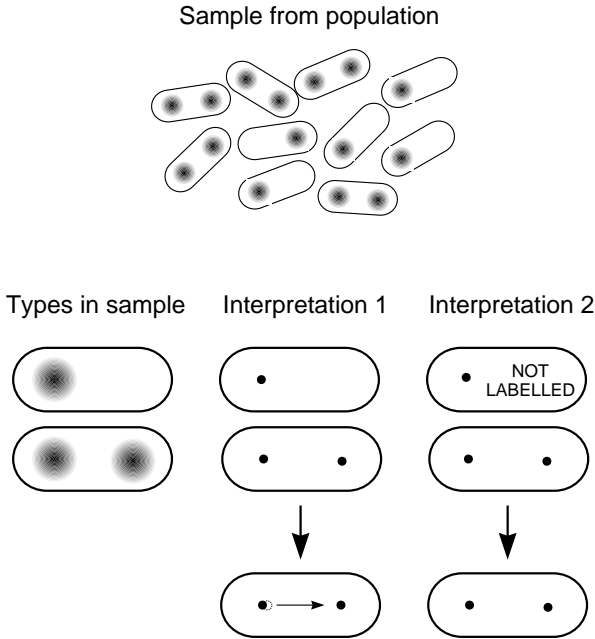 Sample from population
Types in sample
Interpretation 1
Interpretation 2
NOT
LABELLED